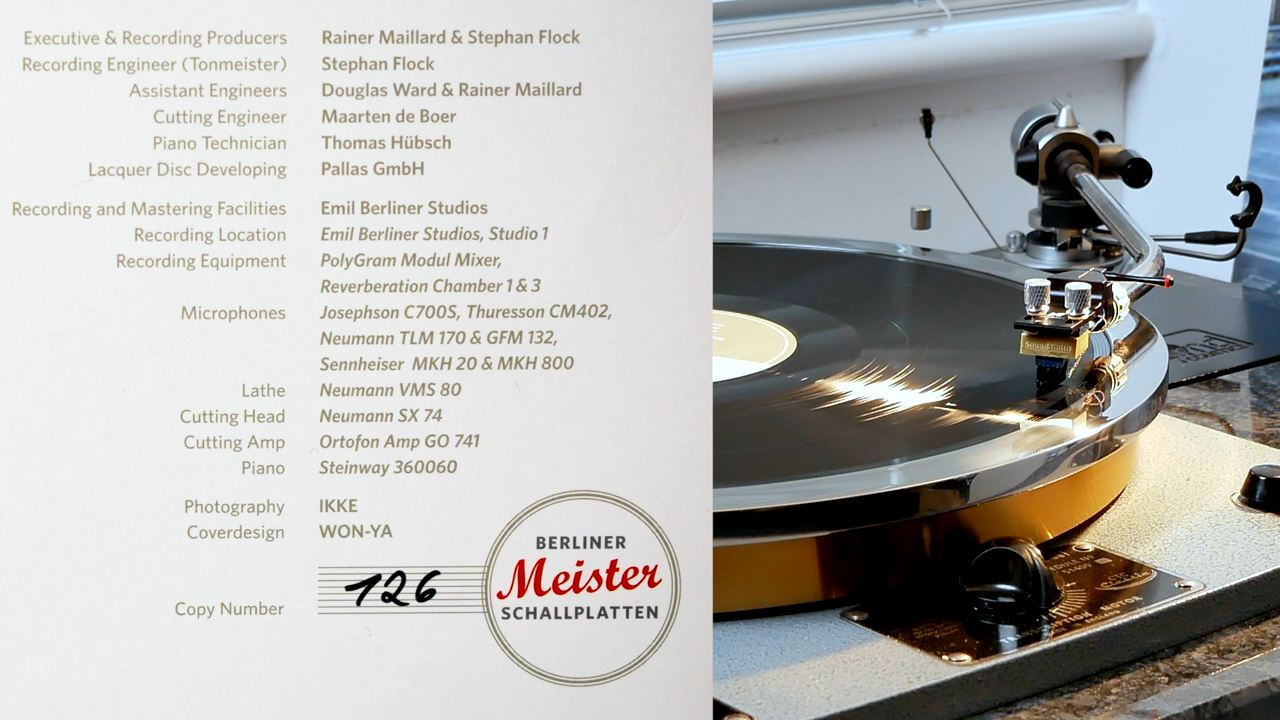 Executive & Recording Producers Rainer Maillard & Stephan Flock
Recording Engineer (Tonmeister) Stephan Flock
Assistant Engineers Douglas Ward & Rainer Maillard
Cutting Engineer Maarten de Boer
Piano Technician Thomas Hübsch
Lacquer Disc Developing Pallas GmbH
Recording and Mastering Facilities Emil Berliner Studios
Recording Location Emil Berliner Studios, Studio 1
Recording Equipment PolyGram Modul Mixer,
Reverberation Chamber 1 & 3
Microphones Josephson C700S, Thuresson CM402,
Neumann TLM 170 & GFM 132,
Sennheiser MKH 20 & MKH 800
Lathe Neumann VMS 80
Cutting Head Neumann SX 74
Cutting Amp Ortofon Amp GO 741
Piano Steinway 360060
Photography IKKE
Coverdesign WON-YA
Copy Number 126
BERLINER
Meister
SCHALLPLATTEN